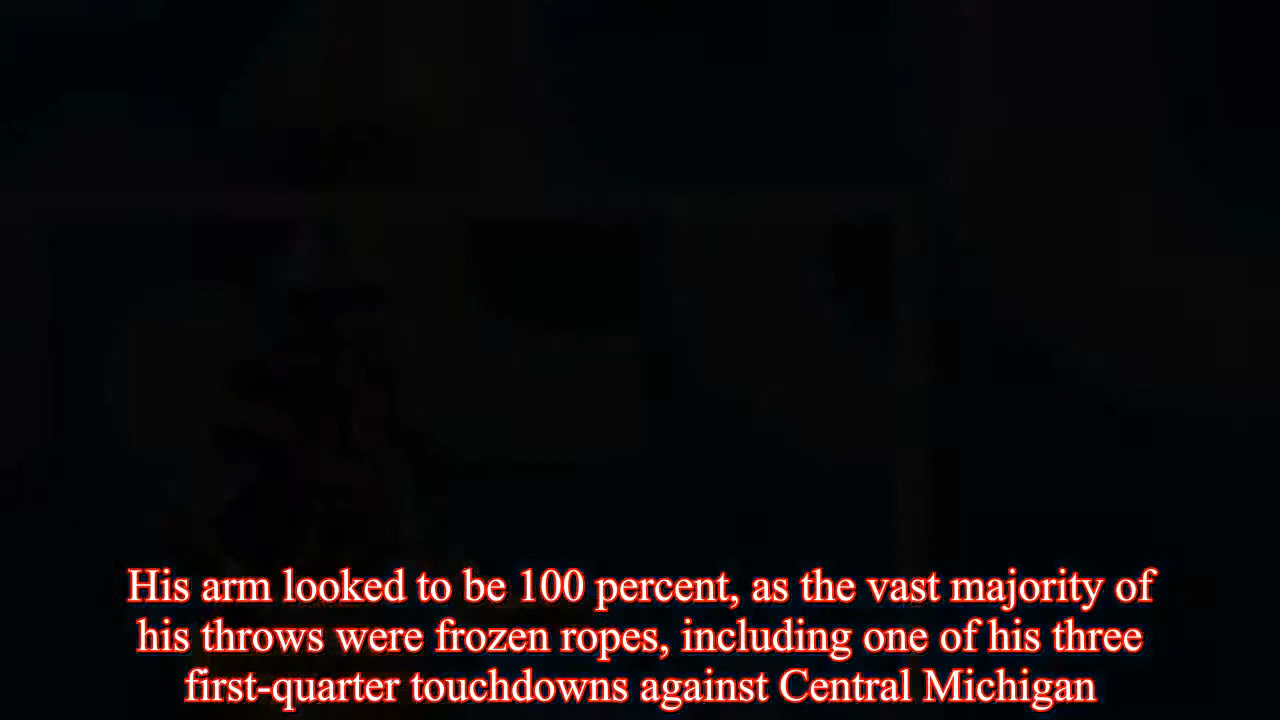 His arm looked to be 100 percent, as the vast majority of
his throws were frozen ropes, including one of his three
first-quarter touchdowns against Central Michigan